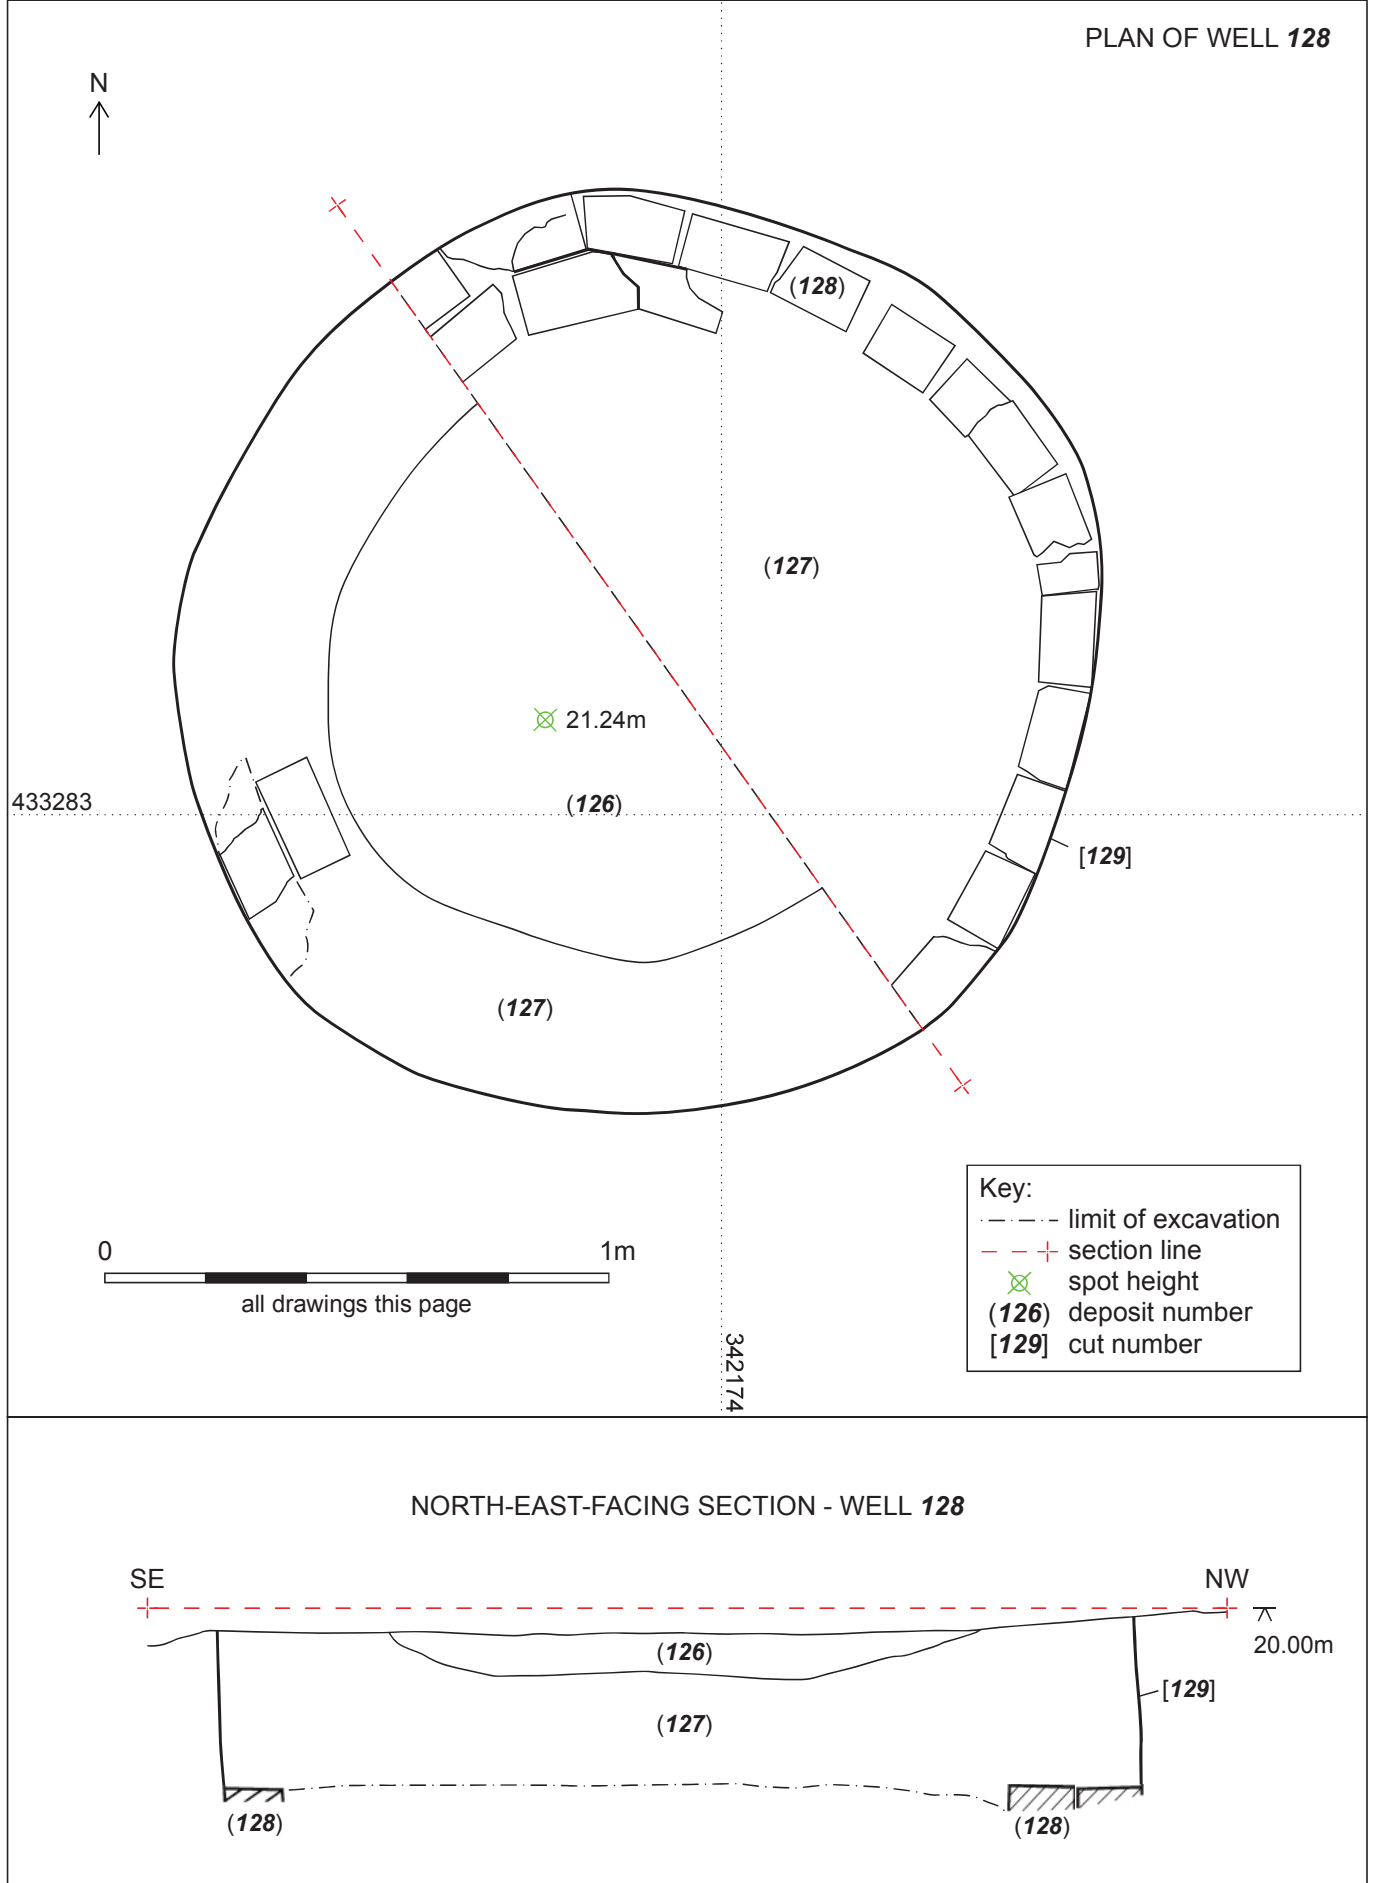 PLAN OF WELL 128
N
(128)
(127)
21.24m
433283
(126)
[129]
(127)
Key:
limit of excavation
section line
spot height
(126) deposit number
[129] cut number
0 1m
all drawings this page
342174
NORTH-EAST-FACING SECTION - WELL 128
SE NW
20.00m
(126)
[129]
(127)
(128) (128)